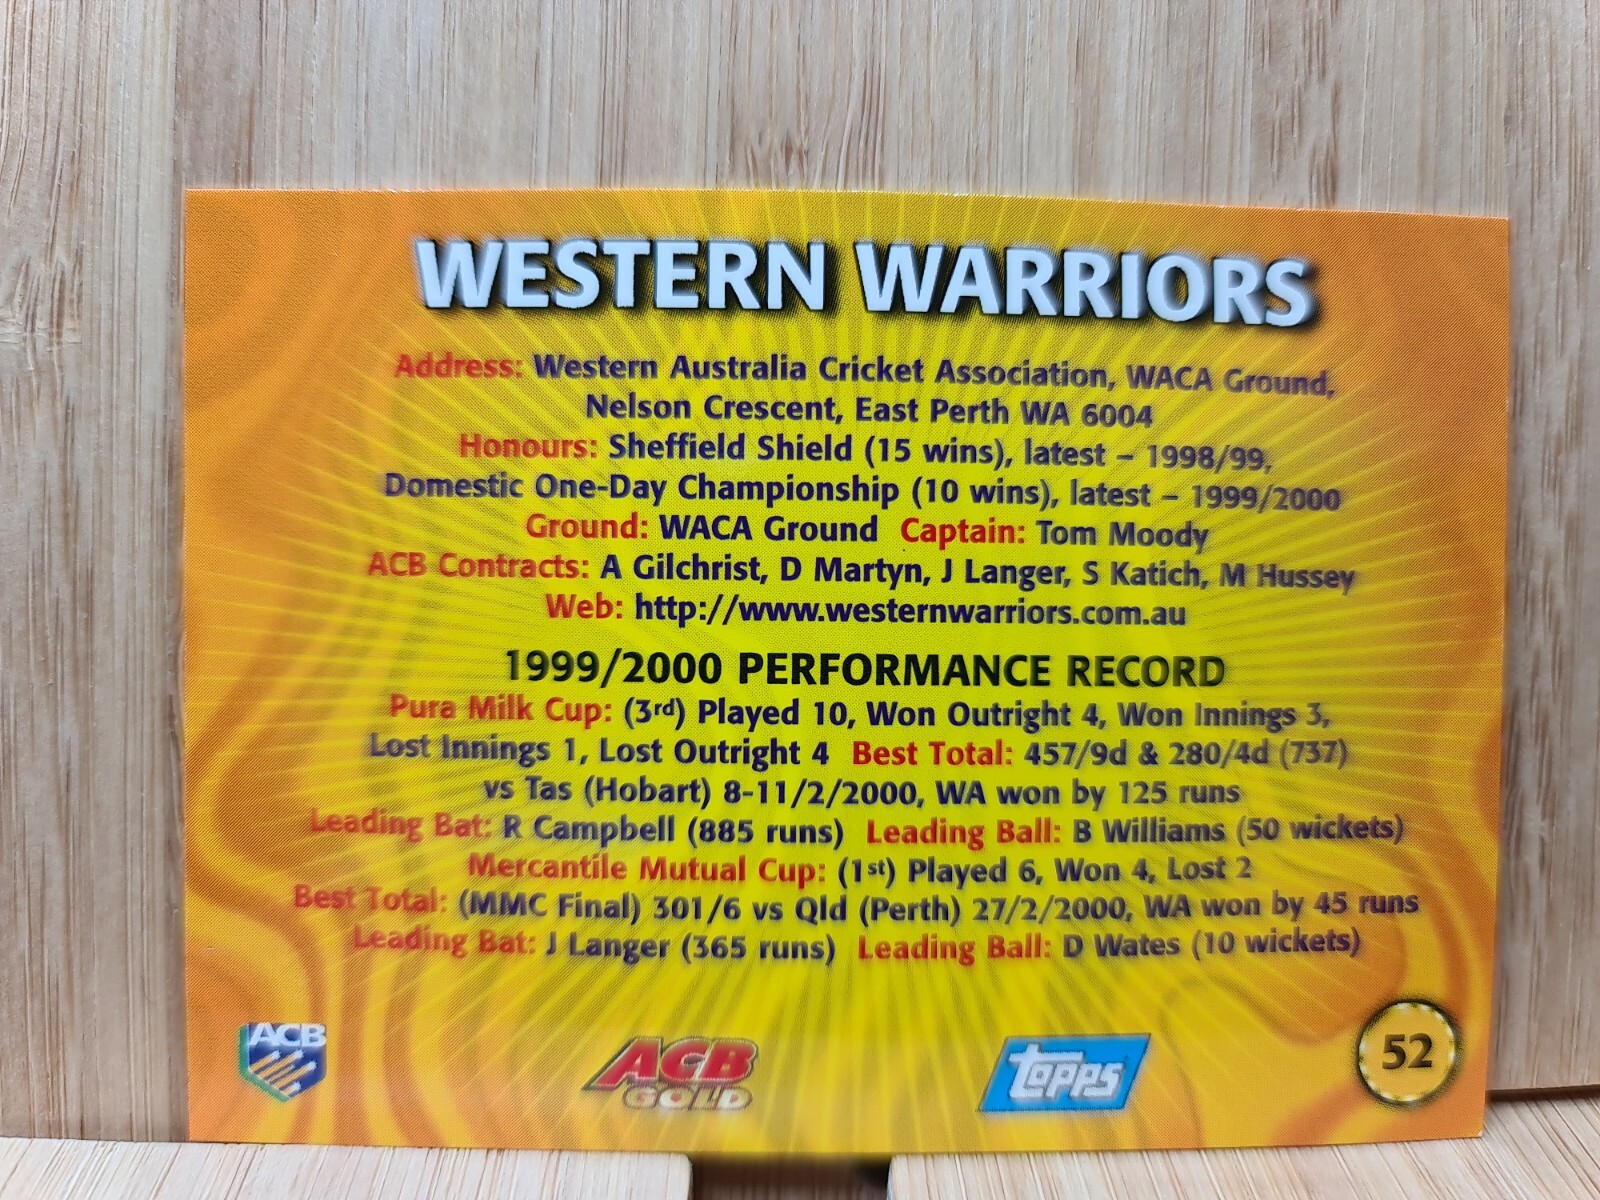 WESTERN WARRIORS
Address: Western Australia Cricket Association, WACA Ground,
Nelson Crescent, East Perth WA 6004
Honours: Sheffield Shield (15 wins), latest – 1998/99,
Domestic One-Day Championship (10 wins), latest – 1999/2000
Ground: WACA Ground Captain: Tom Moody
ACB Contracts: A Gilchrist, D Martyn, J Langer, S Katich, M Hussey
Web: http://www.westernwarriors.com.au
1999/2000 PERFORMANCE RECORD
Pura Milk Cup: (3rd) Played 10, Won Outright 4, Won Innings 3,
Lost Innings 1, Lost Outright 4 Best Total: 457/9d & 280/4d (737)
vs Tas (Hobart) 8-11/2/2000, WA won by 125 runs
Leading Bat: R Campbell (885 runs) Leading Ball: B Williams (50 wickets)
Mercantile Mutual Cup: (1st) Played 6, Won 4, Lost 2
Best Total: (MMC Final) 301/6 vs Qld (Perth) 27/2/2000, WA won by 45 runs
Leading Bat: J Langer (365 runs) Leading Ball: D Wates (10 wickets)
ACB
ACB
GOLD
topps
52